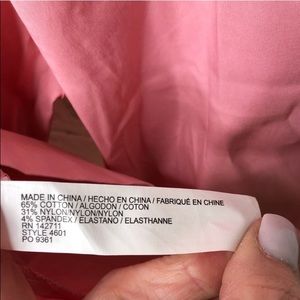 MADE IN CHINA / HECHO EN CHINA / FABRIQUÉ EN CHINE
65% COTTON / ALGODON / COTON
31% NYLON/NYLON/NYLON
4% SPANDEX / ELASTANO / ELASTHANNE
RN 142711
STYLE 4601
PO 9361